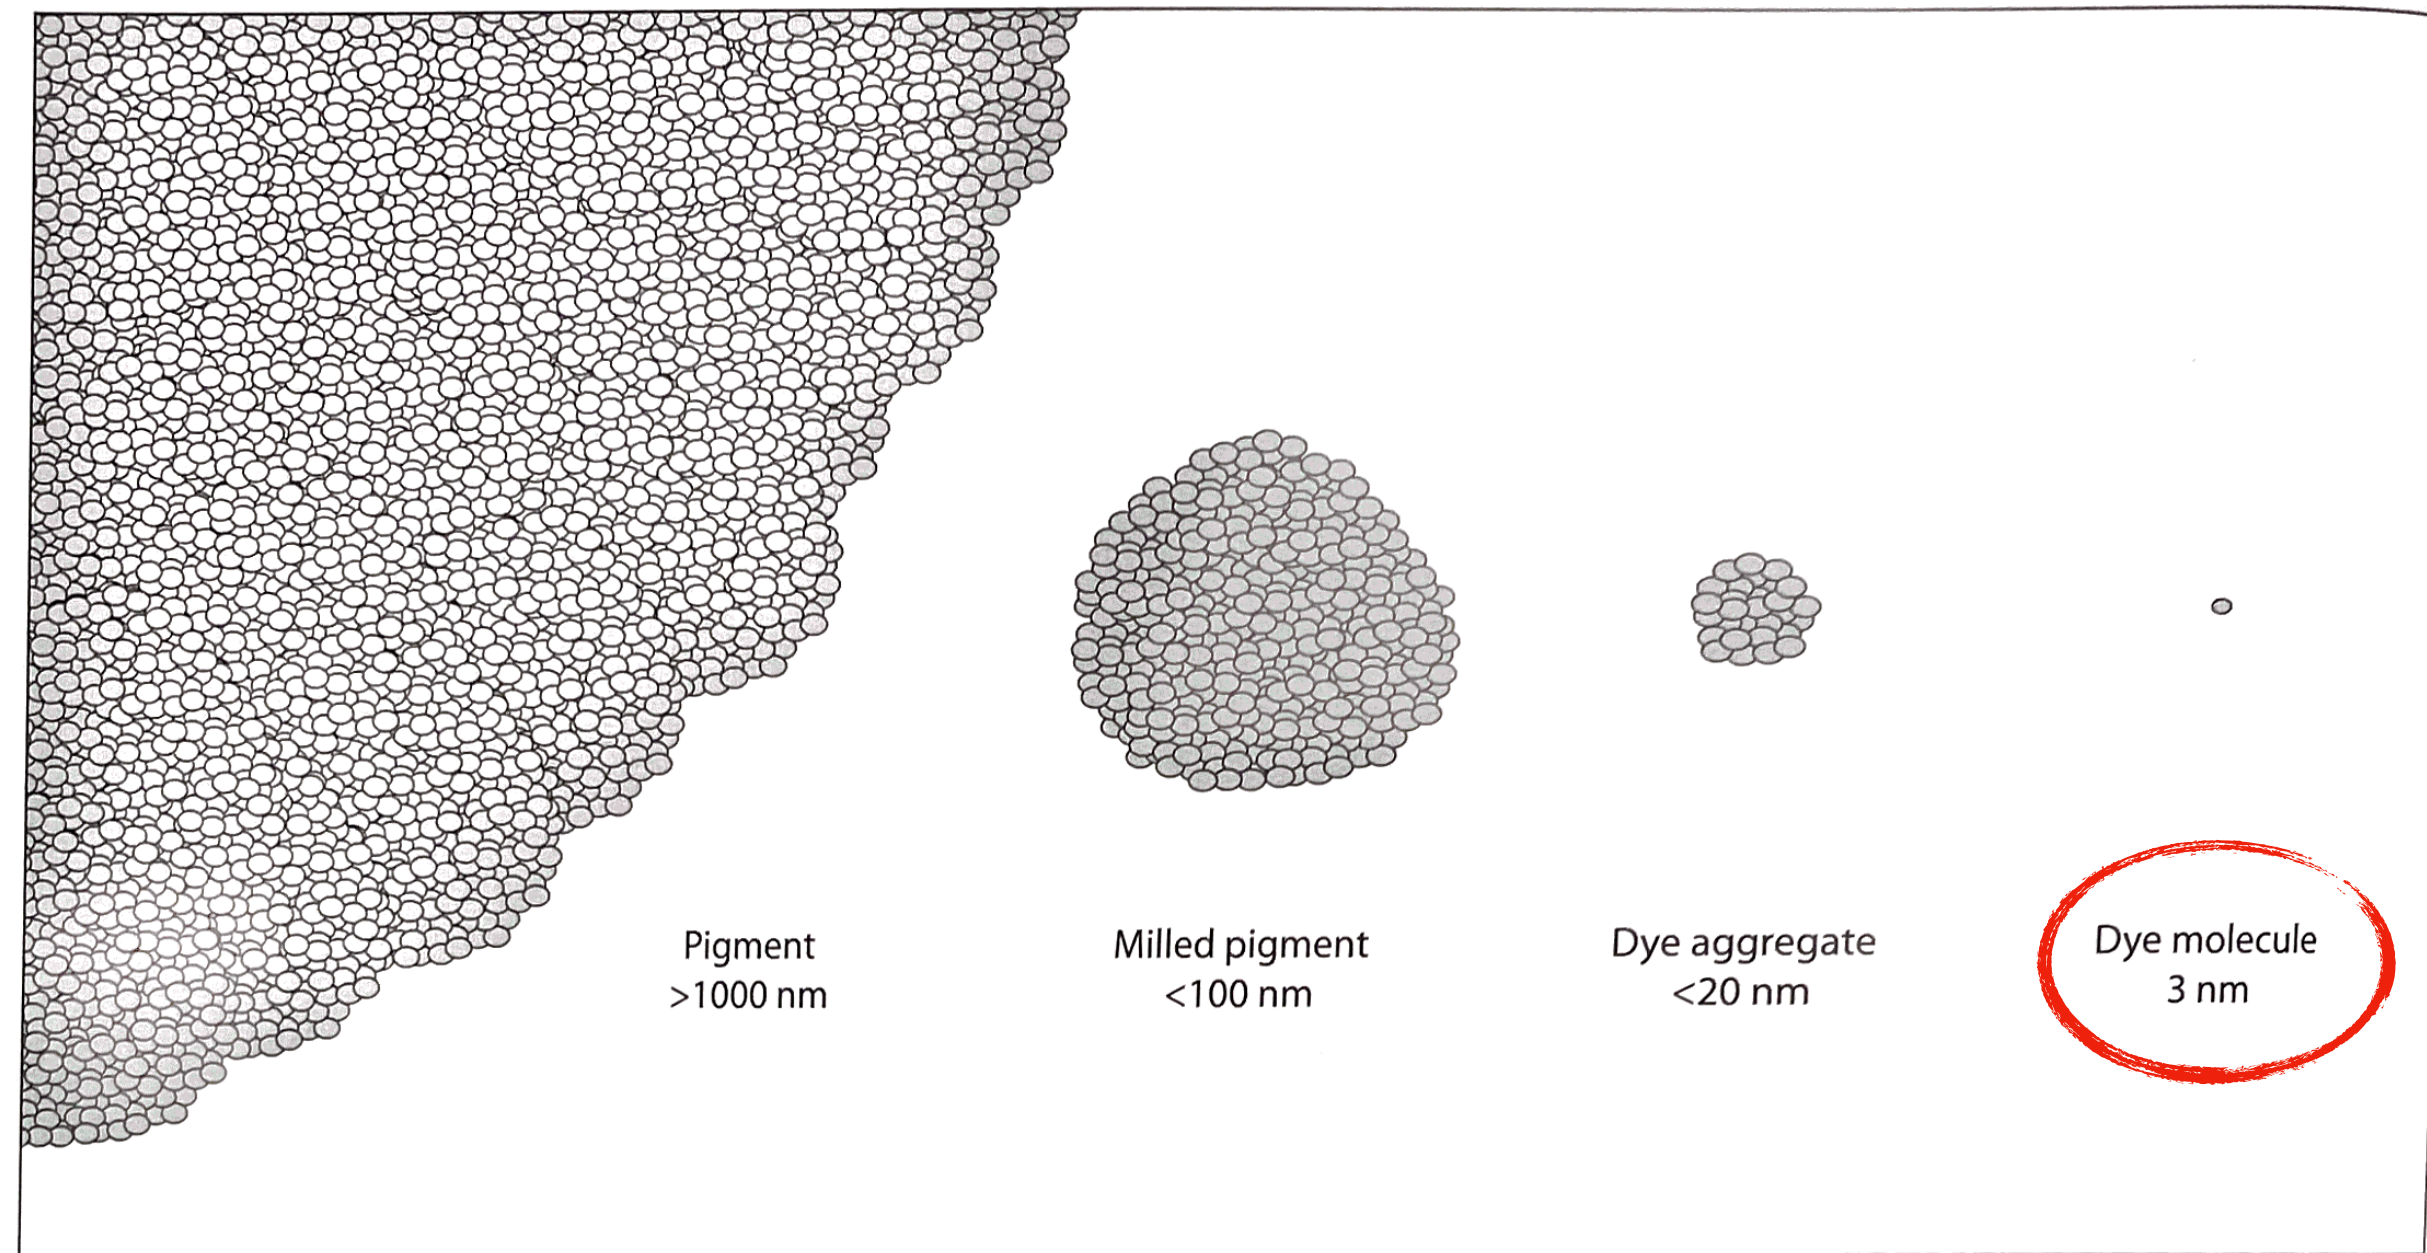 Pigment
>1000 nm
Milled pigment
<100 nm
Dye aggregate
<20 nm
Dye molecule
3 nm